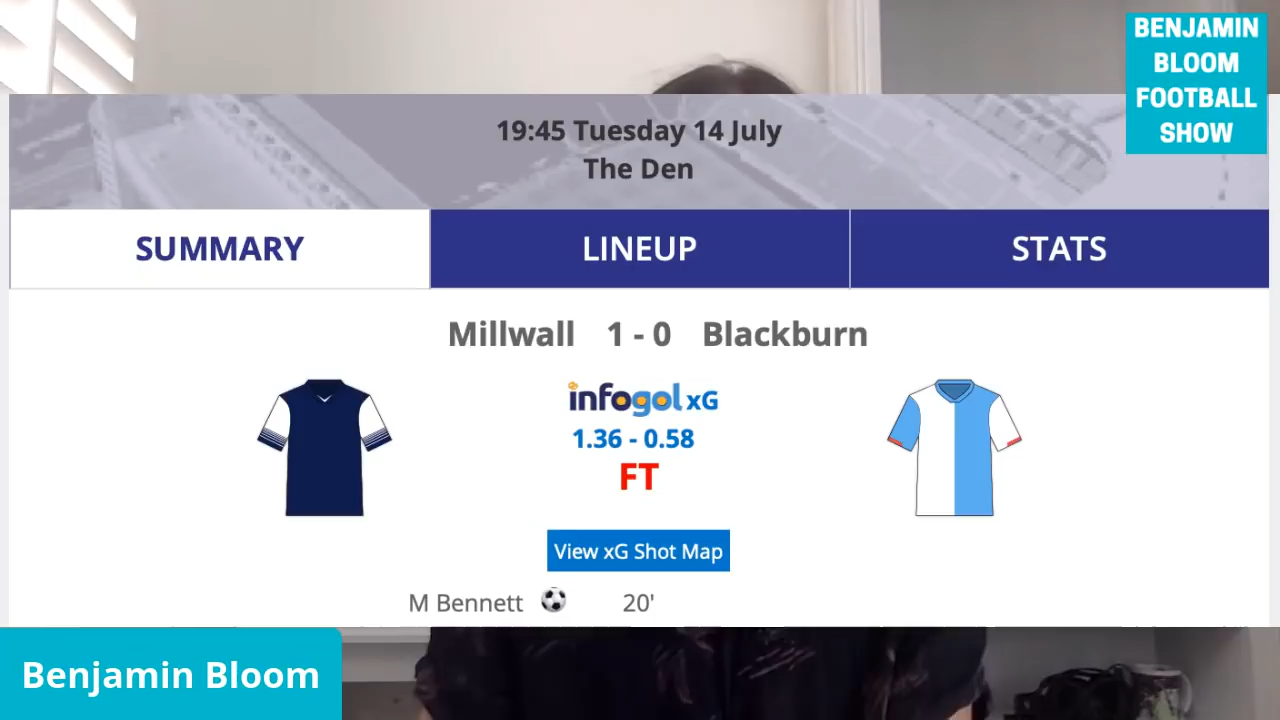 BENJAMIN
BLOOM
FOOTBALL
SHOW
19:45 Tuesday 14 July
The Den
SUMMARY
LINEUP
STATS
Millwall 1 - 0 Blackburn
infogol xG
1.36 - 0.58
FT
View xG Shot Map
M Bennett 20'
Benjamin Bloom